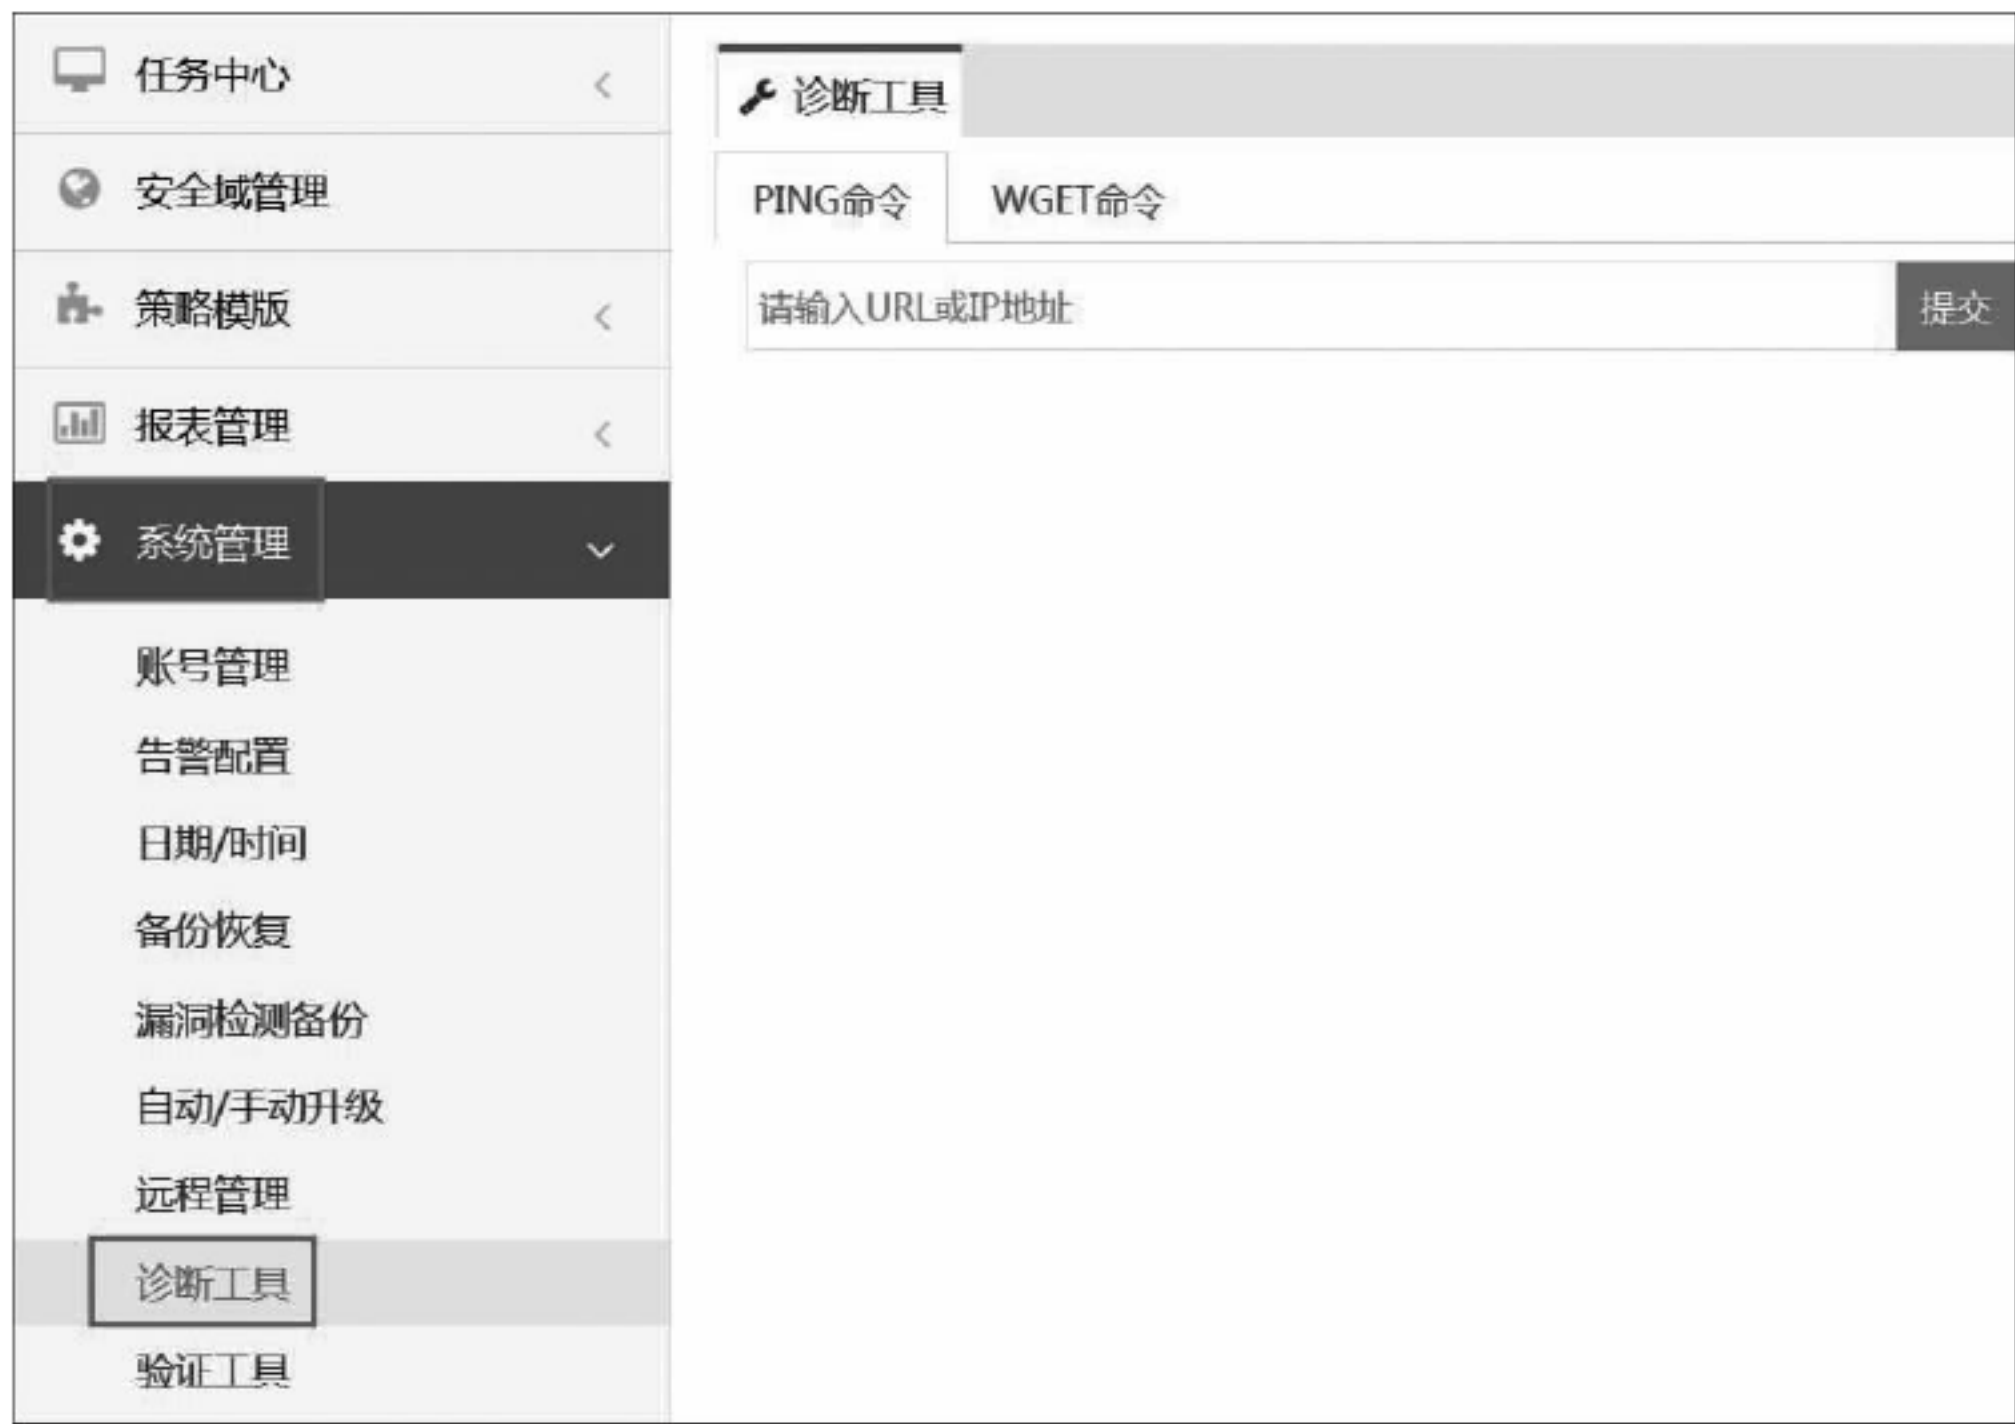 任务中心
安全域管理
策略模版
报表管理
系统管理
账号管理
告警配置
日期/时间
备份恢复
漏洞检测备份
自动/手动升级
远程管理
诊断工具
验证工具
诊断工具
PING命令 WGET命令
请输入URL或IP地址 提交